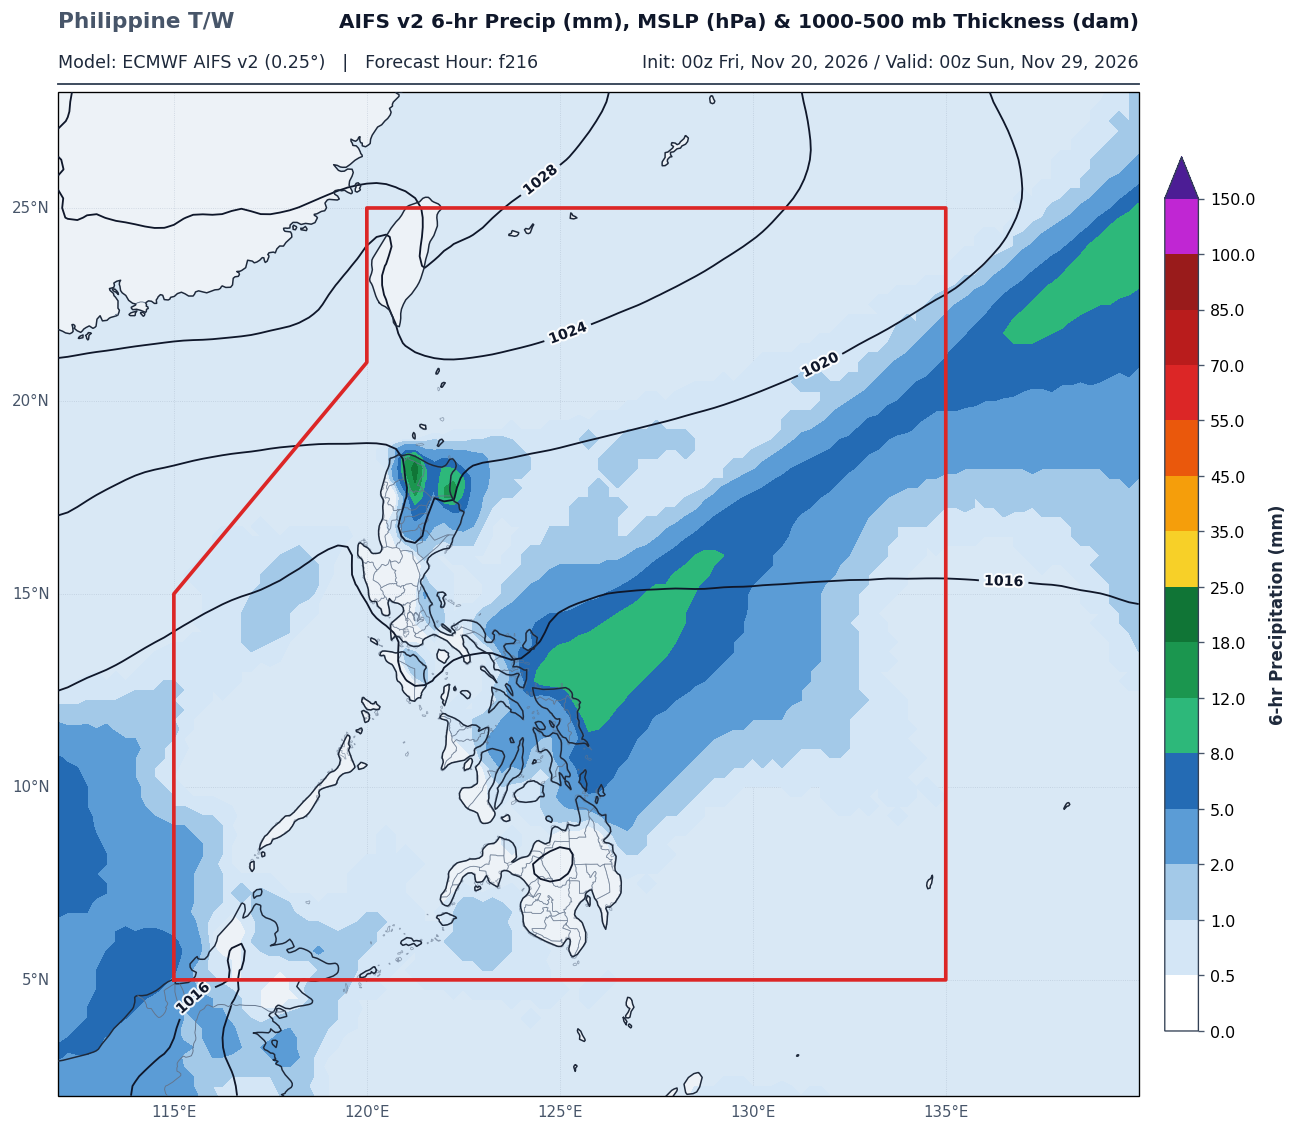 Philippine T/W
AIFS v2 6-hr Precip (mm), MSLP (hPa) & 1000-500 mb Thickness (dam)
Model: ECMWF AIFS v2 (0.25°) | Forecast Hour: f216
Init: 00z Fri, Nov 20, 2026 / Valid: 00z Sun, Nov 29, 2026
25°N
20°N
15°N
10°N
5°N
115°E
120°E
125°E
130°E
135°E
1028
1024
1020
1016
1016
150.0
100.0
85.0
70.0
55.0
45.0
35.0
25.0
18.0
12.0
8.0
5.0
2.0
1.0
0.5
0.0
6-hr Precipitation (mm)